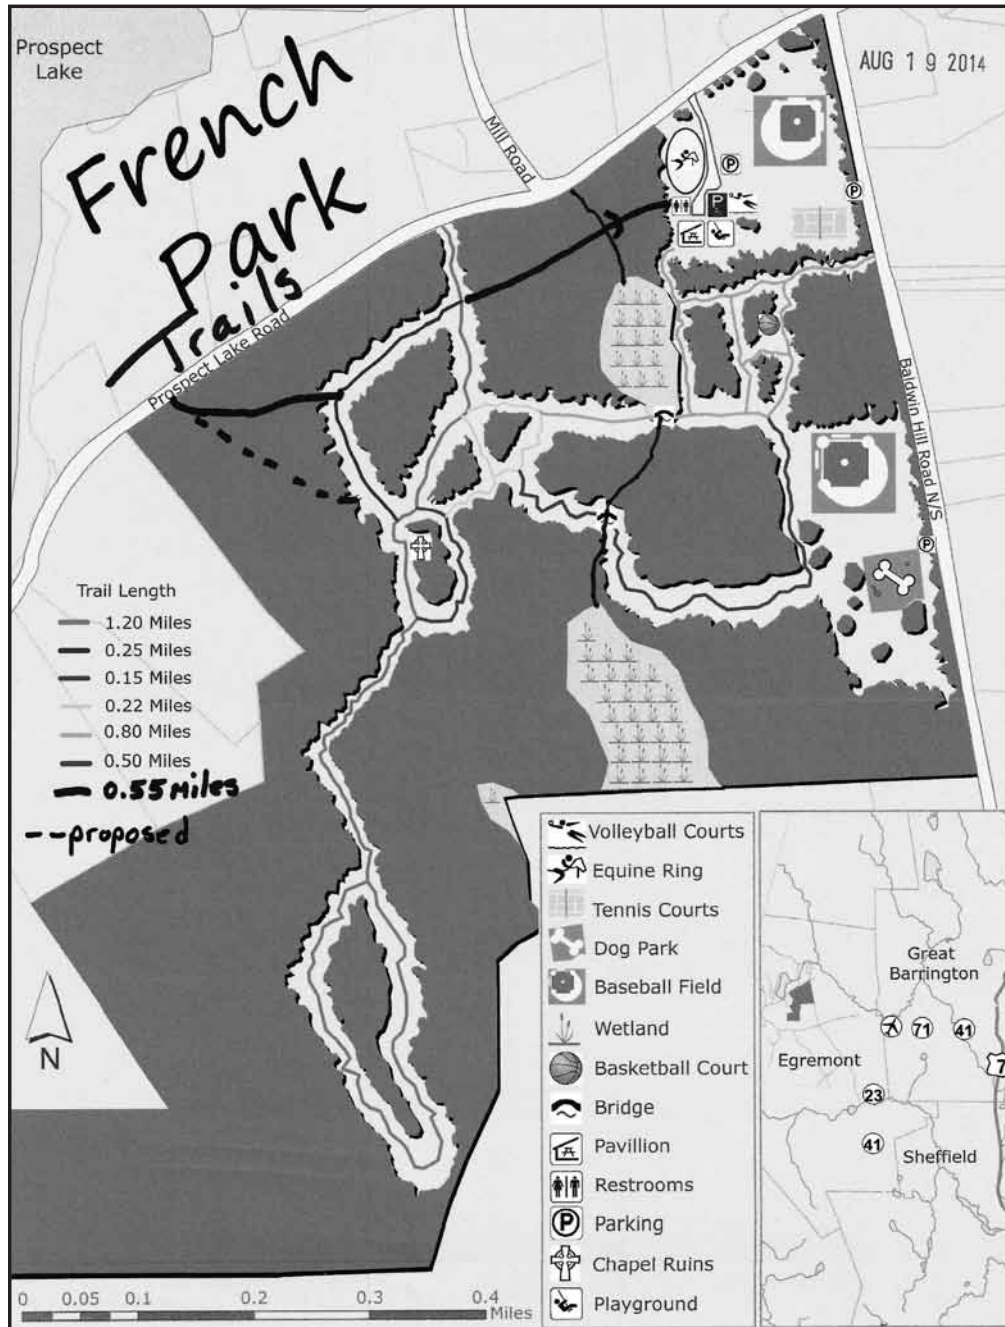 Prospect
Lake
AUG 19 2014
French
Park
Trails
Mill Road
Prospect Lake Road
Baldwin Hill Road N/S
P
P
P
P
Trail Length
1.20 Miles
0.25 Miles
0.15 Miles
0.22 Miles
0.80 Miles
0.50 Miles
0.55 Miles
proposed
N
Volleyball Courts
Equine Ring
Tennis Courts
Dog Park
Baseball Field
Wetland
Basketball Court
Bridge
Pavillion
Restrooms
P Parking
Chapel Ruins
Playground
Great
Barrington
71
41
7
Egremont
23
41
Sheffield
0 0.05 0.1 0.2 0.3 0.4
Miles